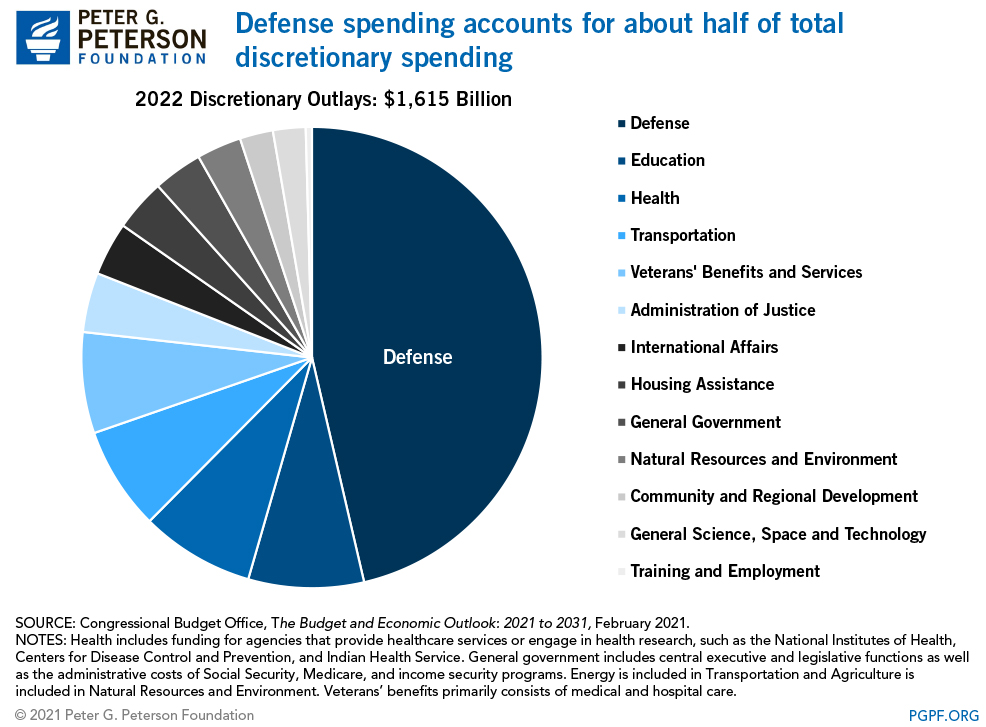 PETER G.
PETERSON
FOUNDATION
Defense spending accounts for about half of total
discretionary spending
2022 Discretionary Outlays: $1,615 Billion
Defense
Defense
Education
Health
Transportation
Veterans' Benefits and Services
Administration of Justice
International Affairs
Housing Assistance
General Government
Natural Resources and Environment
Community and Regional Development
General Science, Space and Technology
Training and Employment
SOURCE: Congressional Budget Office, The Budget and Economic Outlook: 2021 to 2031, February 2021.
NOTES: Health includes funding for agencies that provide healthcare services or engage in health research, such as the National Institutes of Health,
Centers for Disease Control and Prevention, and Indian Health Service. General government includes central executive and legislative functions as well
as the administrative costs of Social Security, Medicare, and income security programs. Energy is included in Transportation and Agriculture is
included in Natural Resources and Environment. Veterans’ benefits primarily consists of medical and hospital care.
© 2021 Peter G. Peterson Foundation
PGPF.ORG